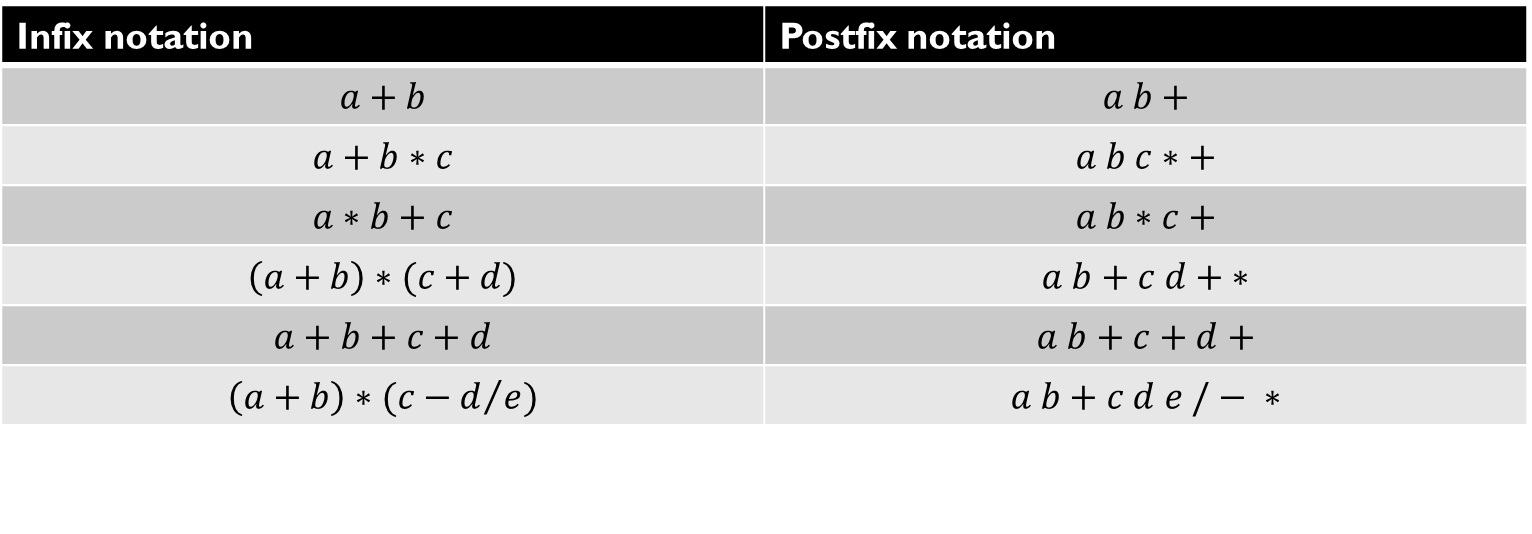 Infix notation Postfix notation
a + b a b +
a + b * c a b c * +
a * b + c a b * c +
(a + b) * (c + d) a b + c d + *
a + b + c + d a b + c + d +
(a + b) * (c − d/e) a b + c d e / − *